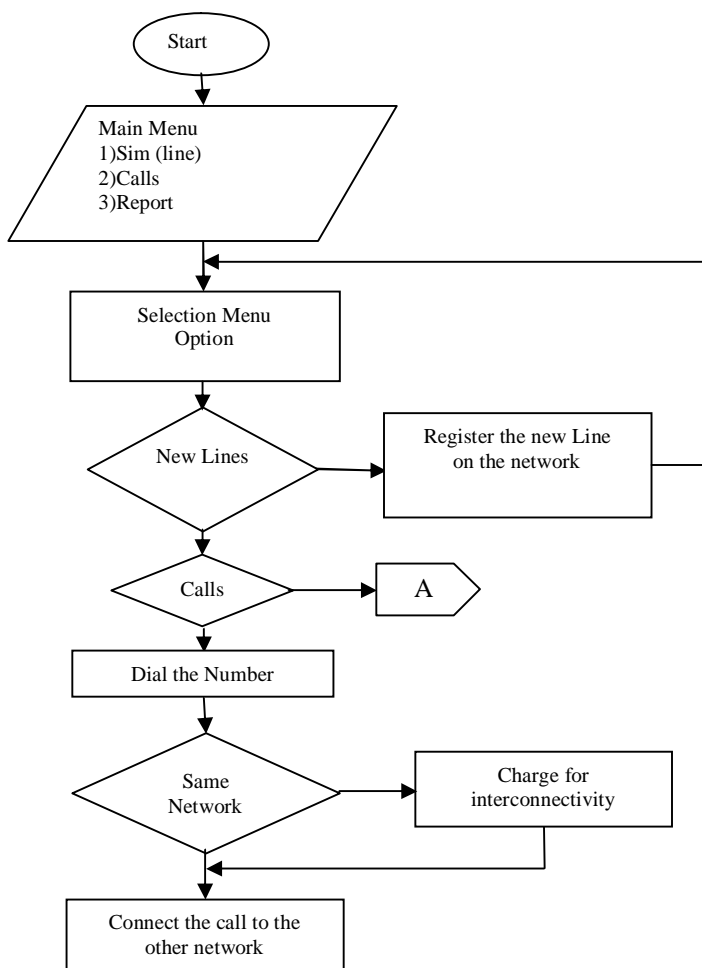 Start
Main Menu
1)Sim (line)
2)Calls
3)Report
Selection Menu
Option
New Lines
Register the new Line
on the network
Calls
A
Dial the Number
Same
Network
Charge for
interconnectivity
Connect the call to the
other network